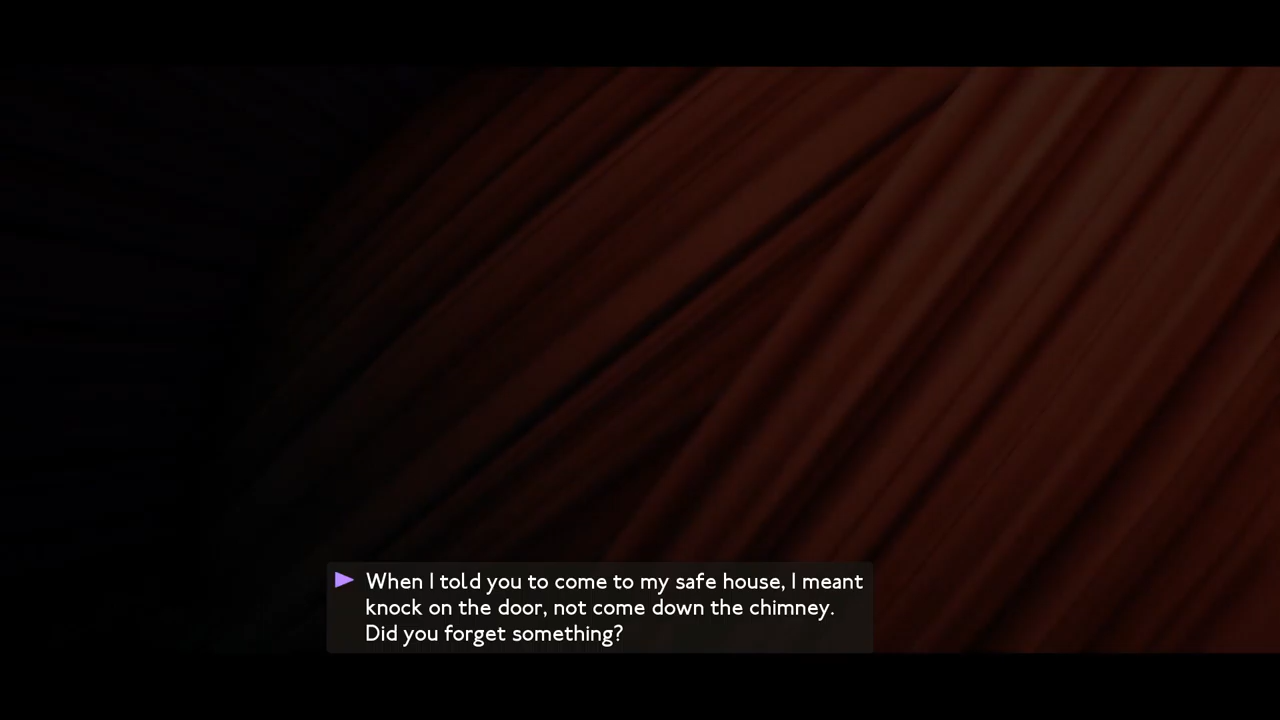 When I told you to come to my safe house, I meant
knock on the door, not come down the chimney.
Did you forget something?